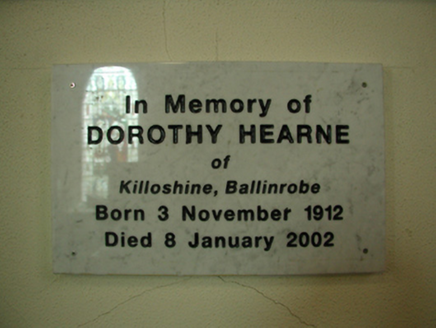 In Memory of
DOROTHY HEARNE
of
Killoshine, Ballinrobe
Born 3 November 1912
Died 8 January 2002